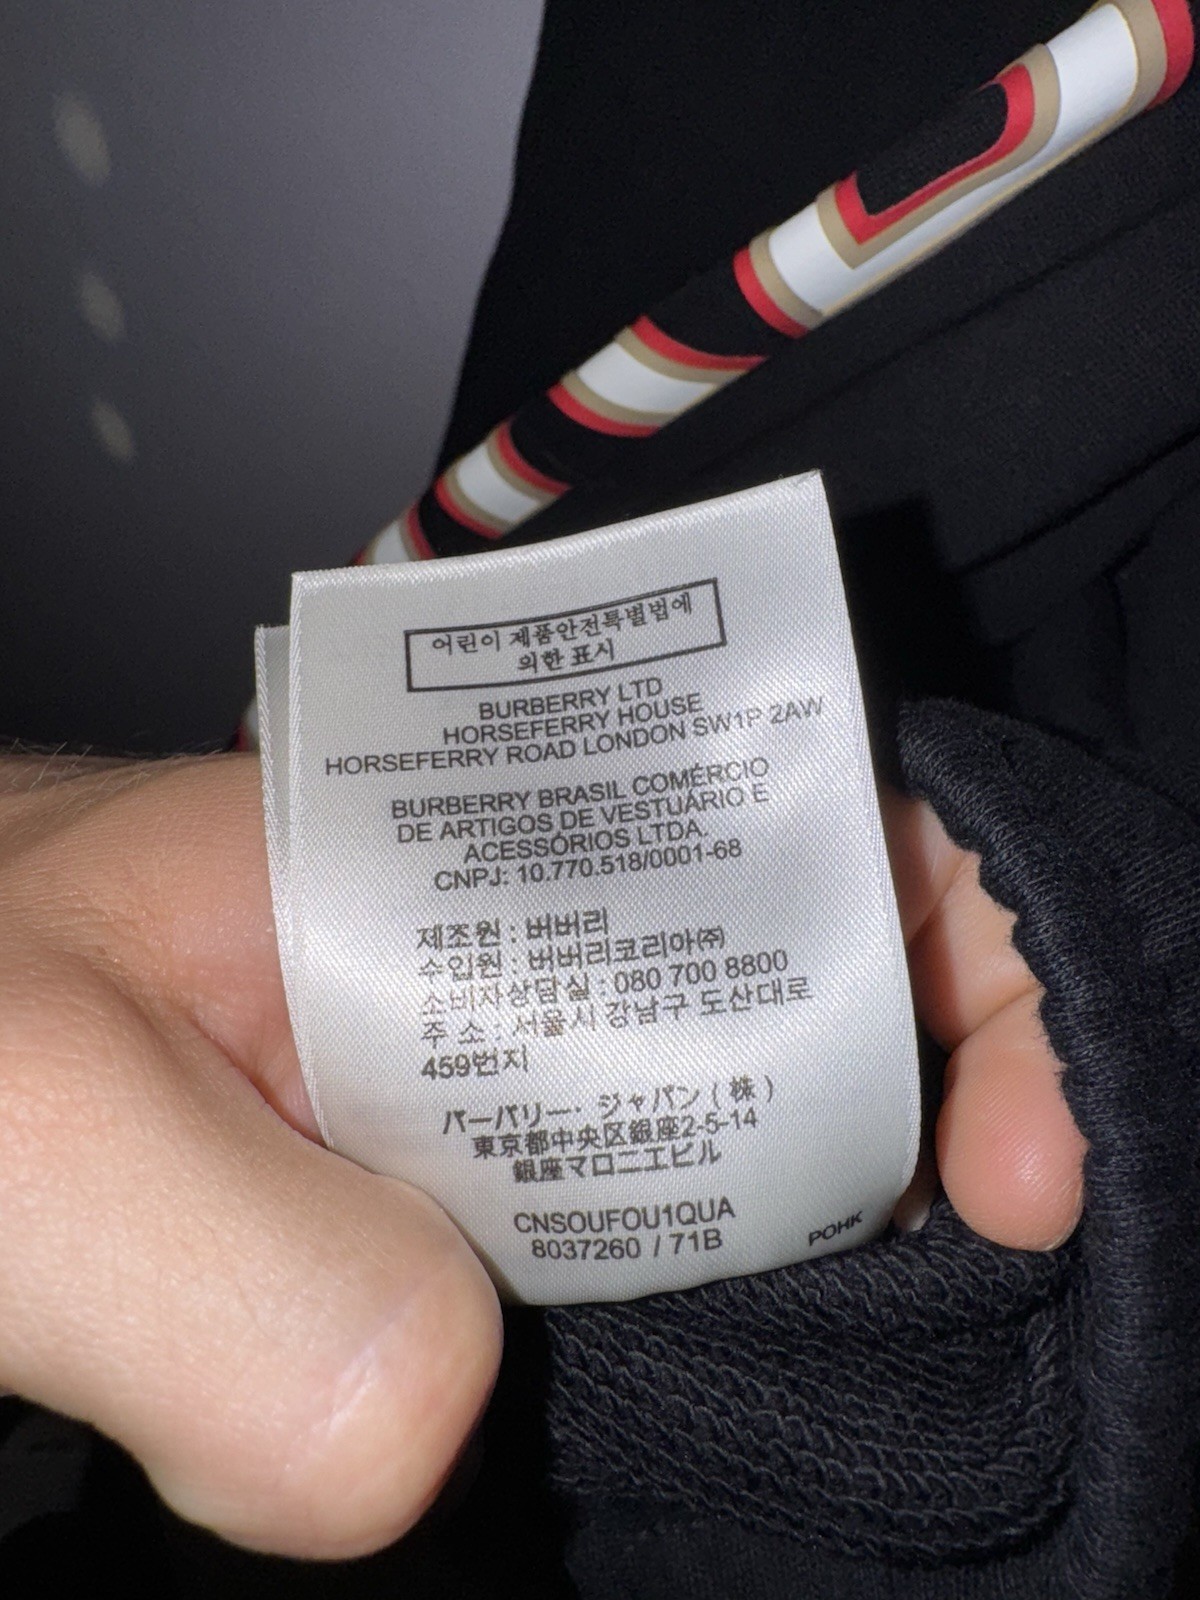 어린이 제품안전특별법에
의한 표시
BURBERRY LTD
HORSEFERRY HOUSE
HORSEFERRY ROAD LONDON SW1P 2AW
BURBERRY BRASIL COMÉRCIO
DE ARTIGOS DE VESTUÁRIO E
ACESSÓRIOS LTDA.
CNPJ: 10.770.518/0001-68
제조원 : 버버리
수입원 : 버버리코리아㈜
소비자상담실 : 080 700 8800
주 소 : 서울시 강남구 도산대로
459번지
バーバリー・ジャパン ( 株 )
東京都中央区銀座2-5-14
銀座マロニエビル
CNSOUFOU1QUA
8037260 / 71B
POHK